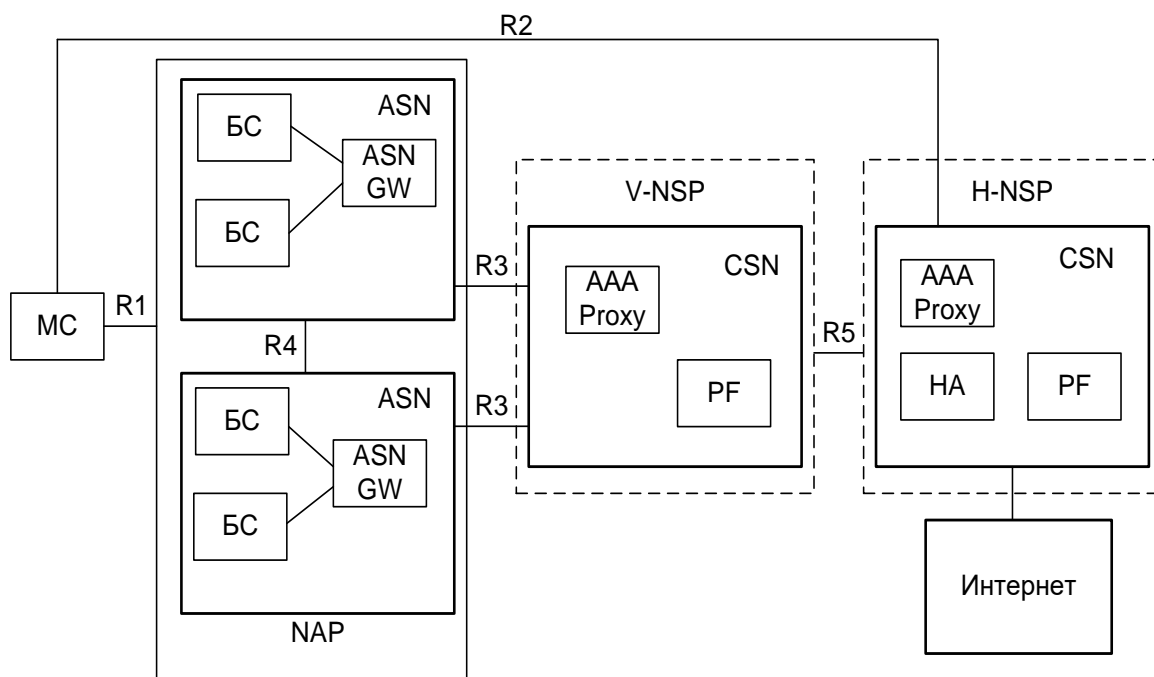 R2
ASN
БС
ASN
GW
БС
V-NSP
H-NSP
R3
CSN
CSN
AAA
Proxy
AAA
Proxy
МС
R1
R4
R5
PF
HA
PF
ASN
R3
БС
ASN
GW
БС
Интернет
NAP